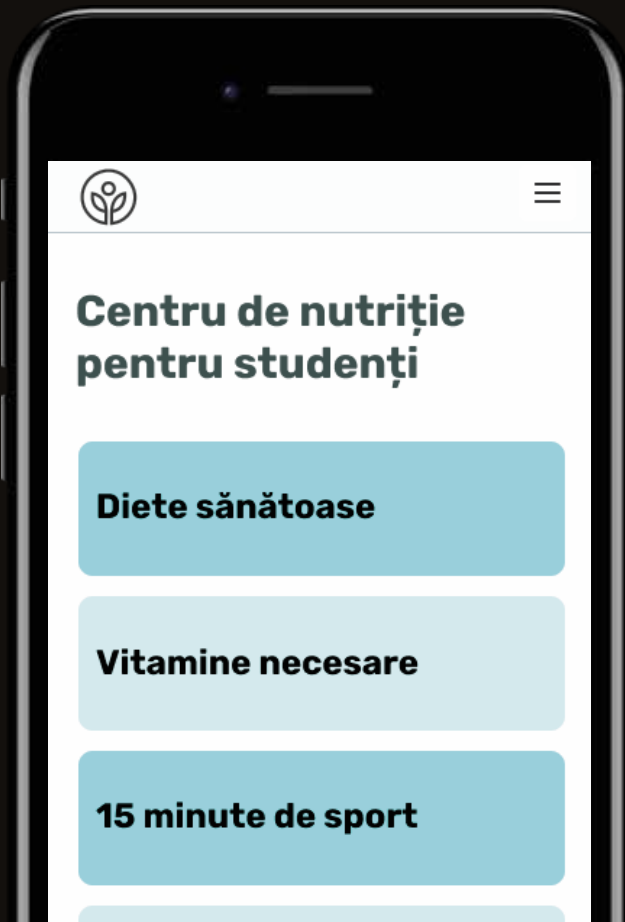 Centru de nutriție
pentru studenți
Diete sănătoase
Vitamine necesare
15 minute de sport